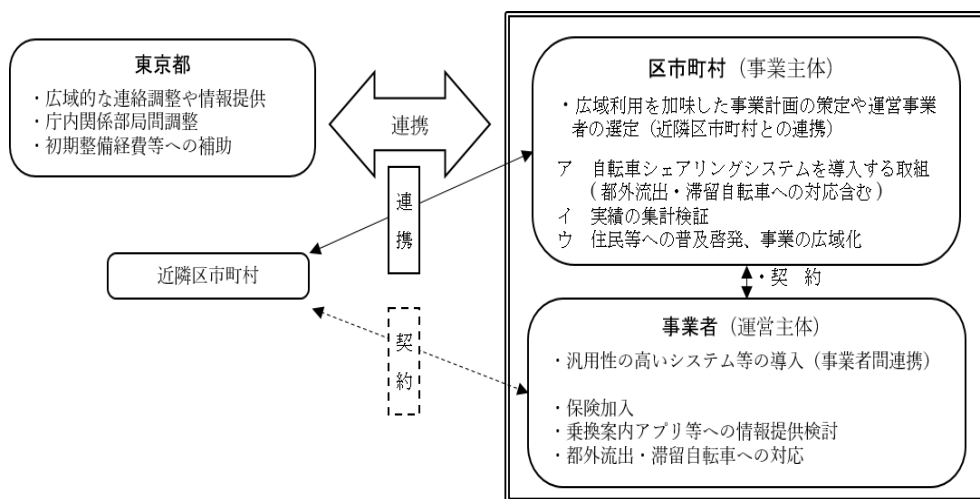 東京都
・広域的な連絡調整や情報提供
・庁内関係部局間調整
・初期整備経費等への補助
連携
連携
近隣区市町村
契約
区市町村（事業主体）
・広域利用を加味した事業計画の策定や運営事業
者の選定（近隣区市町村との連携）
ア　自転車シェアリングシステムを導入する取組
（都外流出・滞留自転車への対応含む）
イ　実績の集計検証
ウ　住民等への普及啓発、事業の広域化
・契　約
事業者（運営主体）
・汎用性の高いシステム等の導入（事業者間連携）
・保険加入
・乗換案内アプリ等への情報提供検討
・都外流出・滞留自転車への対応